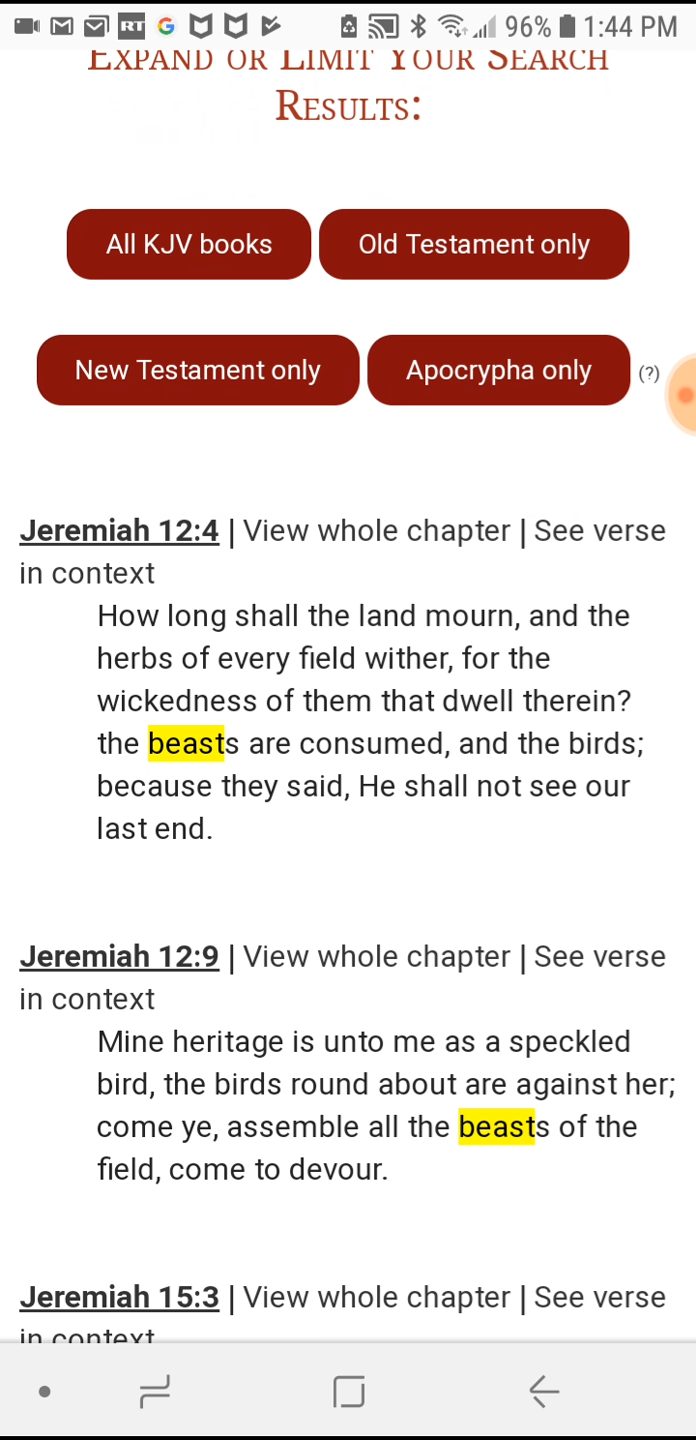 RT G 96% 1:44 PM
EXPAND OR LIMIT YOUR SEARCH
RESULTS:
All KJV books Old Testament only
New Testament only Apocrypha only (?)
Jeremiah 12:4 | View whole chapter | See verse
in context
How long shall the land mourn, and the
herbs of every field wither, for the
wickedness of them that dwell therein?
the beasts are consumed, and the birds;
because they said, He shall not see our
last end.
Jeremiah 12:9 | View whole chapter | See verse
in context
Mine heritage is unto me as a speckled
bird, the birds round about are against her;
come ye, assemble all the beasts of the
field, come to devour.
Jeremiah 15:3 | View whole chapter | See verse
in context